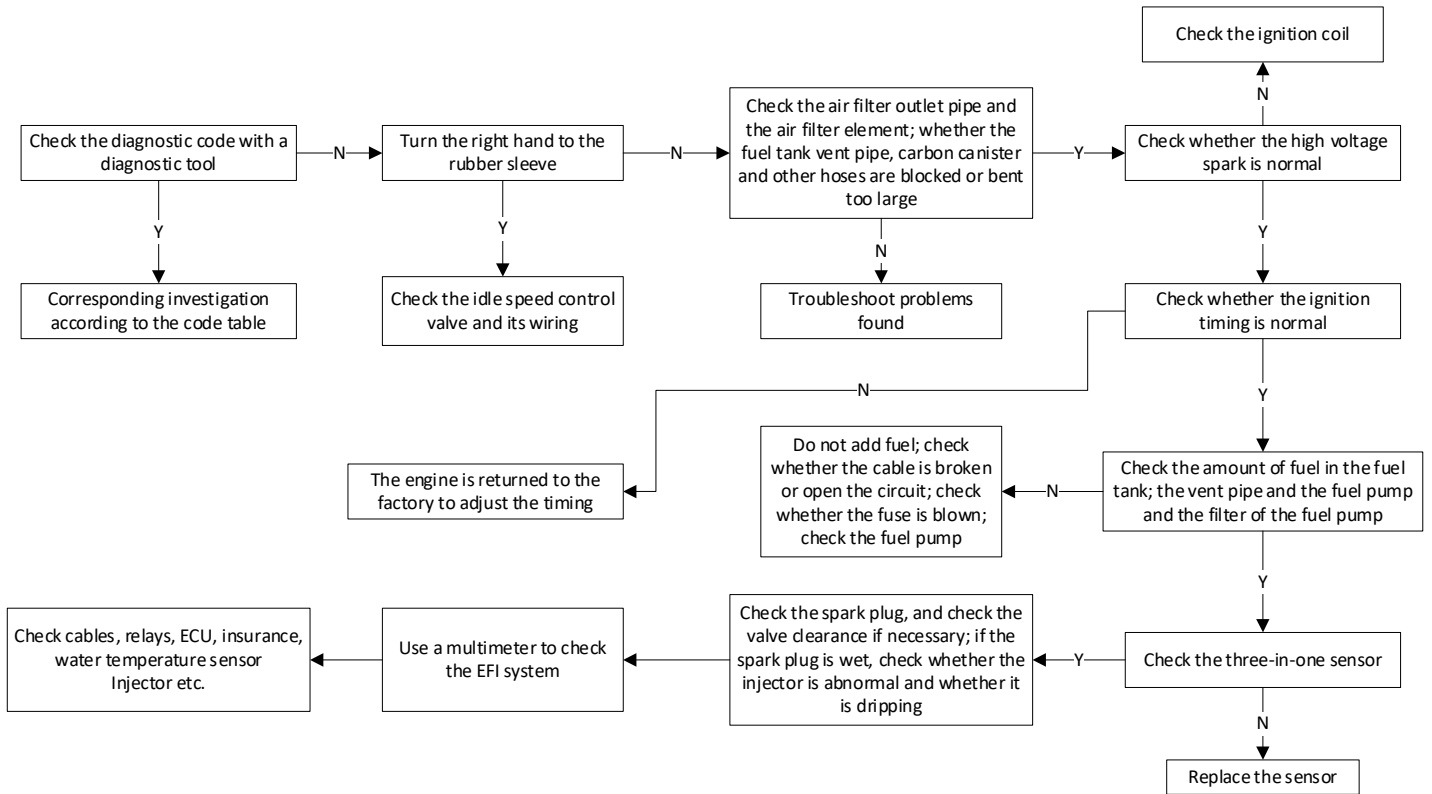 Check the ignition coil
N
Check the diagnostic code with a
diagnostic tool
N
Turn the right hand to the
rubber sleeve
N
Check the air filter outlet pipe and
the air filter element; whether the
fuel tank vent pipe, carbon canister
and other hoses are blocked or bent
too large
Y
Check whether the high voltage
spark is normal
Y
Y
N
Y
Corresponding investigation
according to the code table
Check the idle speed control
valve and its wiring
Troubleshoot problems
found
Check whether the ignition
timing is normal
N
Y
The engine is returned to the
factory to adjust the timing
Do not add fuel; check
whether the cable is broken
or open the circuit; check
whether the fuse is blown;
check the fuel pump
N
Check the amount of fuel in the fuel
tank; the vent pipe and the fuel pump
and the filter of the fuel pump
Y
Check cables, relays, ECU, insurance,
water temperature sensor
Injector etc.
Use a multimeter to check
the EFI system
Check the spark plug, and check the
valve clearance if necessary; if the
spark plug is wet, check whether the
injector is abnormal and whether it
is dripping
Y
Check the three-in-one sensor
N
Replace the sensor